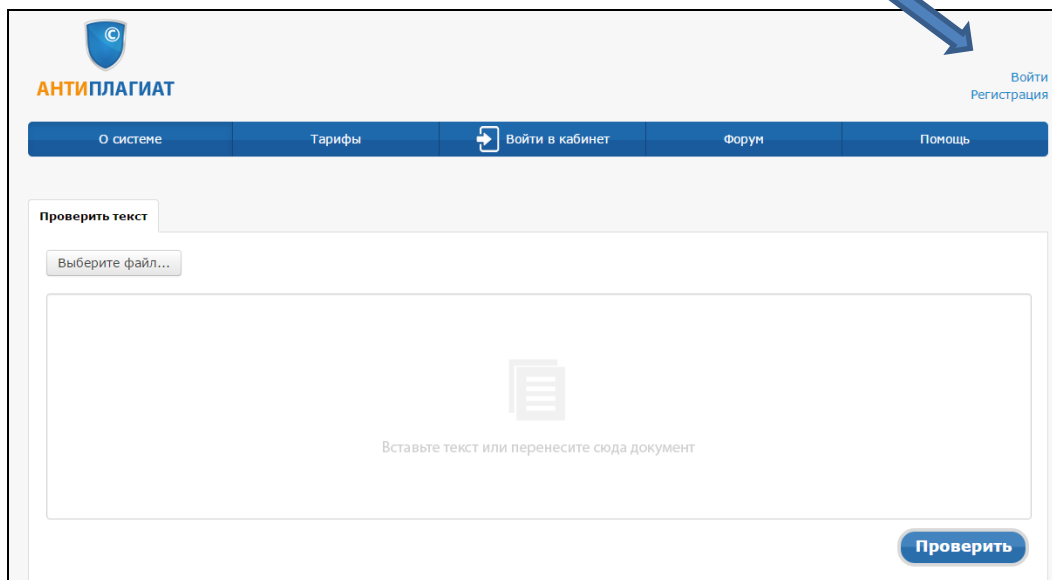 ©
АНТИПЛАГИАТ
Войти
Регистрация
О системе Тарифы Войти в кабинет Форум Помощь
Проверить текст
Выберите файл...
Вставьте текст или перенесите сюда документ
Проверить